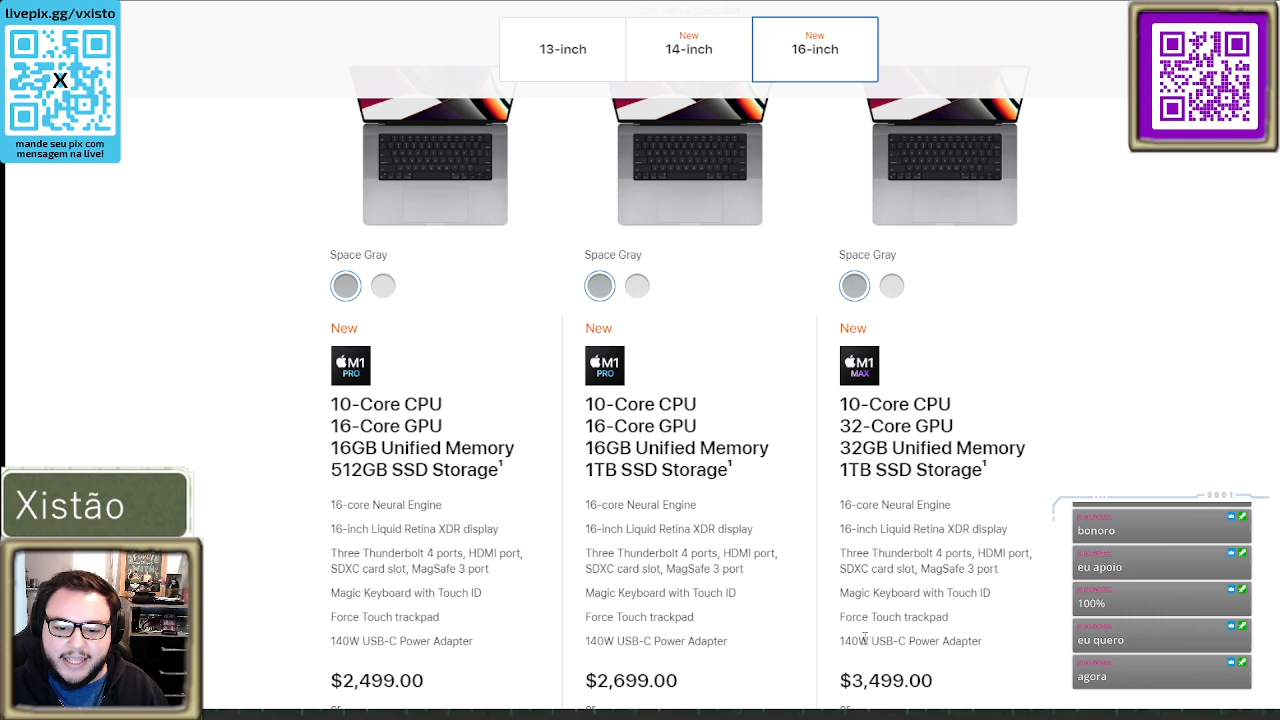 livepix.gg/vxisto
X
mande seu pix com
mensagem na live!
13-inch
New
14-inch
New
16-inch
Space Gray
Space Gray
Space Gray
New
M1
PRO
10-Core CPU
16-Core GPU
16GB Unified Memory
512GB SSD Storage¹
16-core Neural Engine
16-inch Liquid Retina XDR display
Three Thunderbolt 4 ports, HDMI port,
SDXC card slot, MagSafe 3 port
Magic Keyboard with Touch ID
Force Touch trackpad
140W USB-C Power Adapter
$2,499.00
New
M1
PRO
10-Core CPU
16-Core GPU
16GB Unified Memory
1TB SSD Storage¹
16-core Neural Engine
16-inch Liquid Retina XDR display
Three Thunderbolt 4 ports, HDMI port,
SDXC card slot, MagSafe 3 port
Magic Keyboard with Touch ID
Force Touch trackpad
140W USB-C Power Adapter
$2,699.00
New
M1
MAX
10-Core CPU
32-Core GPU
32GB Unified Memory
1TB SSD Storage¹
16-core Neural Engine
16-inch Liquid Retina XDR display
Three Thunderbolt 4 ports, HDMI port,
SDXC card slot, MagSafe 3 port
Magic Keyboard with Touch ID
Force Touch trackpad
140W USB-C Power Adapter
$3,499.00
Xistão
0001
bonoro
eu apoio
100%
eu quero
agora